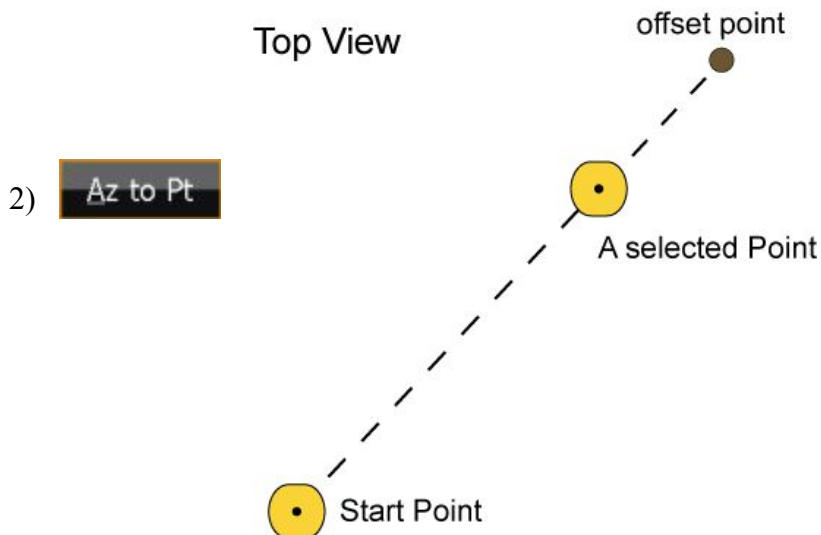 offset point
Top View
2) Az to Pt
A selected Point
Start Point